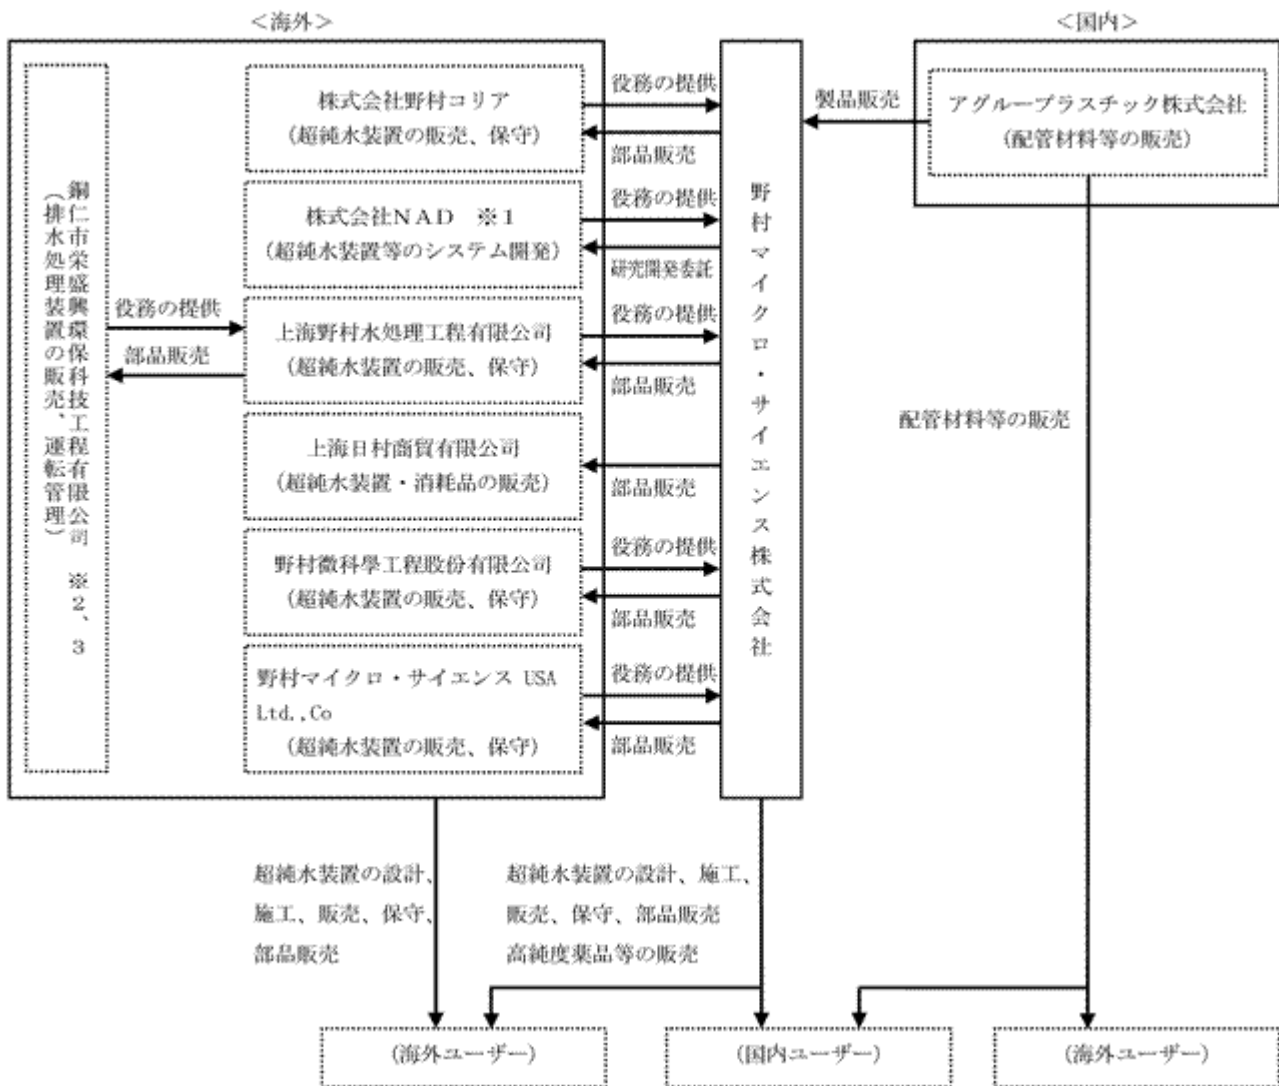 ＜海外＞
＜国内＞
銅仁市栄盛興環保科技工程有限公司　※２、３
（排水処理装置の販売、運転管理）
役務の提供
部品販売
株式会社野村コリア
(超純水装置の販売、保守)
株式会社ＮＡＤ　※１
(超純水装置等のシステム開発)
上海野村水処理工程有限公司
(超純水装置の販売、保守)
上海日村商貿有限公司
(超純水装置・消耗品の販売)
野村微科學工程股份有限公司
(超純水装置の販売、保守)
野村マイクロ・サイエンス USA
Ltd.,Co
(超純水装置の販売、保守)
役務の提供
部品販売
役務の提供
研究開発委託
役務の提供
部品販売
部品販売
役務の提供
部品販売
役務の提供
部品販売
野村マイクロ・サイエンス株式会社
製品販売
アグループラスチック株式会社
(配管材料等の販売)
配管材料等の販売
超純水装置の設計、
施工、販売、保守、
部品販売
超純水装置の設計、施工、
販売、保守、部品販売
高純度薬品等の販売
(海外ユーザー)
(国内ユーザー)
(海外ユーザー)